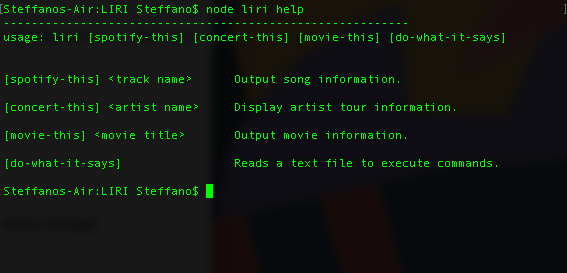 [Steffanos-Air:LIRI Steffano$ node liri help ]
------------------------------------------------------
usage: liri [spotify-this] [concert-this] [movie-this] [do-what-it-says]
[spotify-this] <track name> Output song information.
[concert-this] <artist name> Display artist tour information.
[movie-this] <movie title> Output movie information.
[do-what-it-says] Reads a text file to execute commands.
Steffanos-Air:LIRI Steffano$